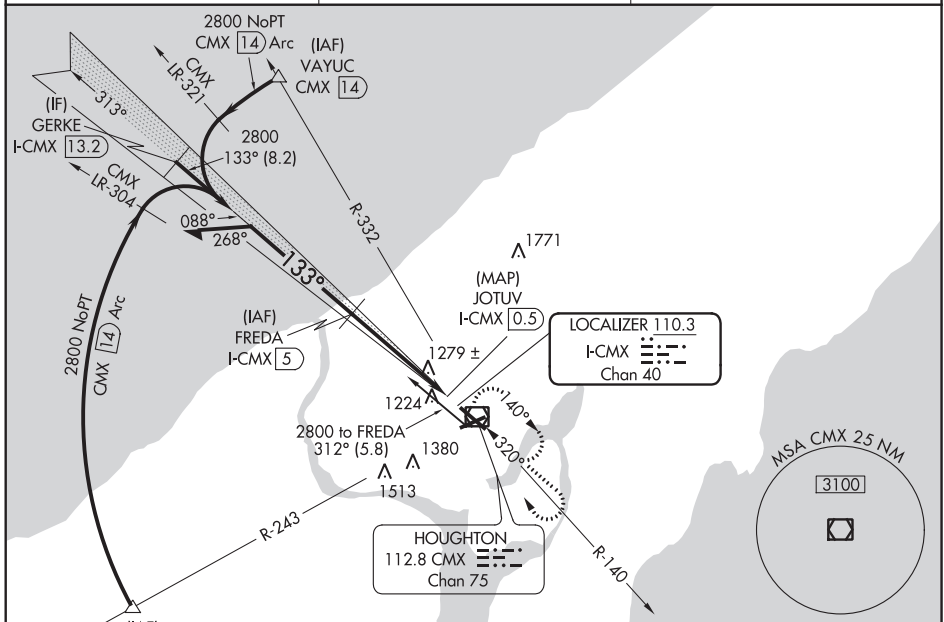 2800 NoPT
CMX 14 Arc
(IAF)
VAYUC
CMX 14
CMX
LR-321
313°
(IF)
GERKE
I-CMX 13.2
2800
133° (8.2)
CMX
LR-304
R-332
088°
268°
1771
133°
(MAP)
JOTUV
I-CMX 0.5
2800 NoPT
CMX 14 Arc
(IAF)
FREDA
I-CMX 5
LOCALIZER 110.3
I-CMX
Chan 40
1279 ±
1224
140°
2800 to FREDA
312° (5.8)
1380
320°
1513
MSA CMX 25 NM
3100
R-243
HOUGHTON
112.8 CMX
Chan 75
R-140
(IAF)